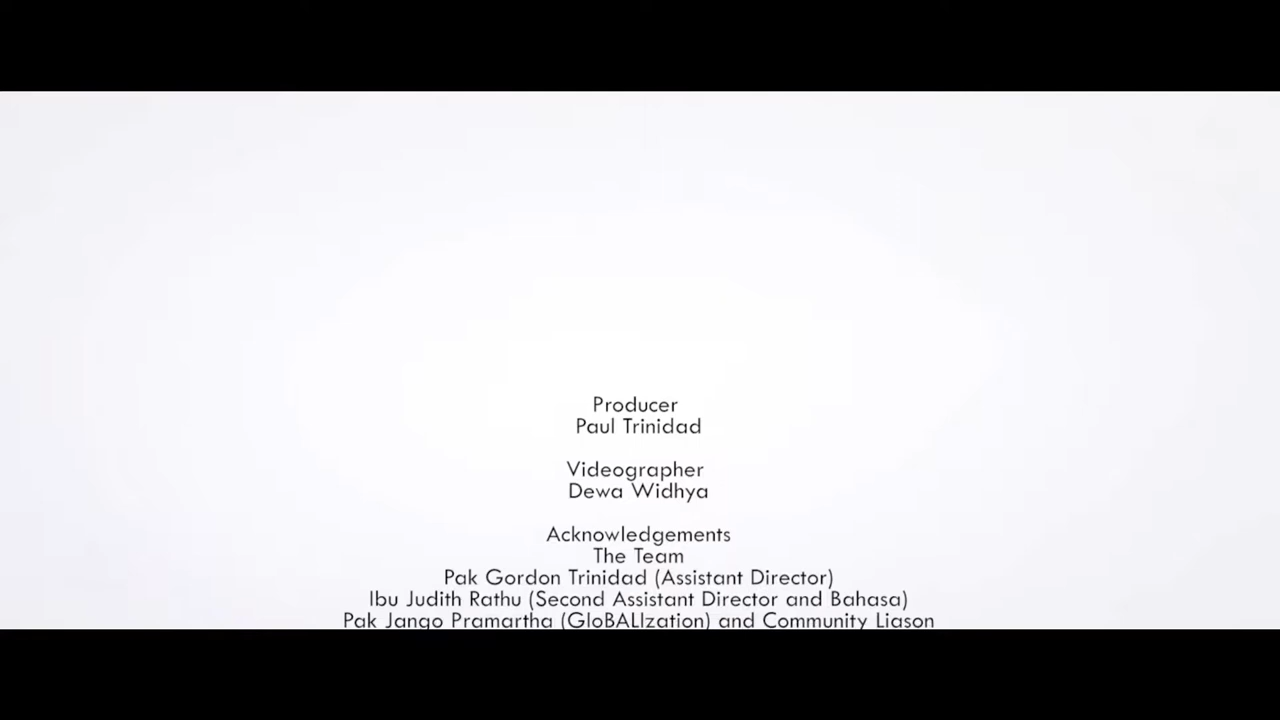 Producer
Paul Trinidad
Videographer
Dewa Widhya
Acknowledgements
The Team
Pak Gordon Trinidad (Assistant Director)
Ibu Judith Rathu (Second Assistant Director and Bahasa)
Pak Jango Pramartha (GloBALIzation) and Community Liason